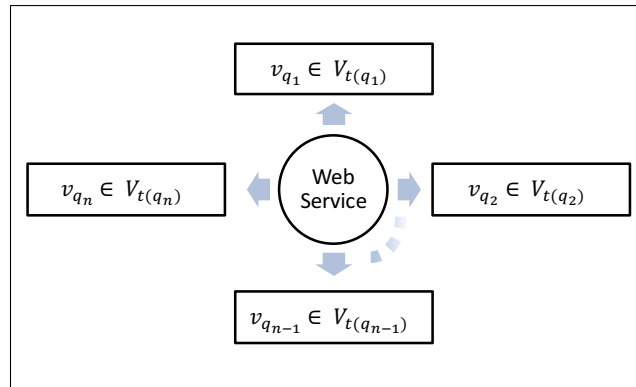 v_{q_1} ∈ V_{t(q_1)}
Web
Service
v_{q_n} ∈ V_{t(q_n)}
v_{q_2} ∈ V_{t(q_2)}
v_{q_{n-1}} ∈ V_{t(q_{n-1})}